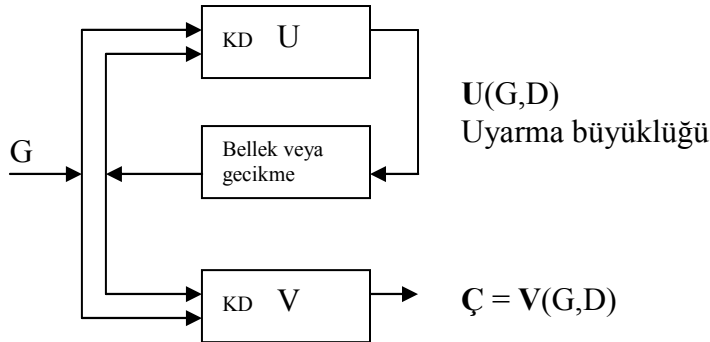 KD U
U(G,D)
Uyarma büyüklüğü
G
Bellek veya
gecikme
KD V
Ç = V(G,D)